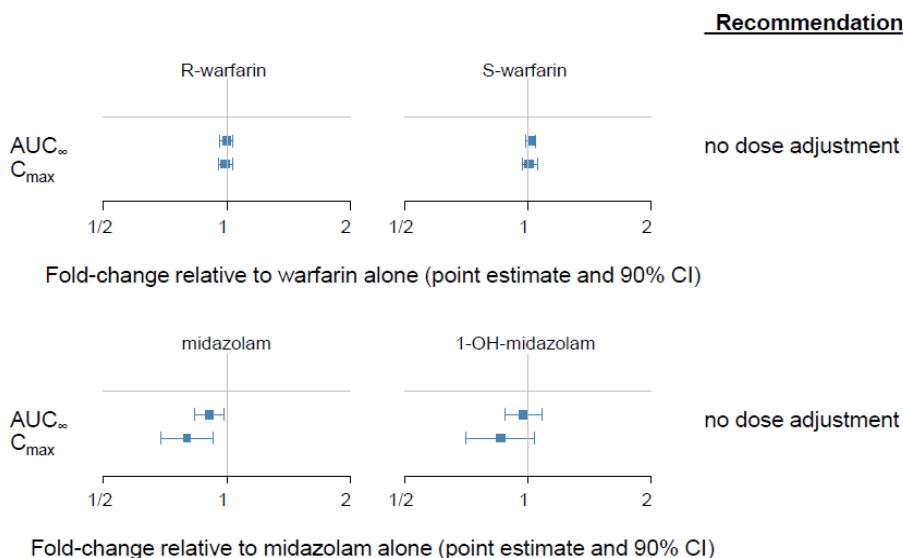 Recommendation
R-warfarin S-warfarin
AUC∞ no dose adjustment
Cmax
1/2 1 2 1/2 1 2
Fold-change relative to warfarin alone (point estimate and 90% CI)
midazolam 1-OH-midazolam
AUC∞ no dose adjustment
Cmax
1/2 1 2 1/2 1 2
Fold-change relative to midazolam alone (point estimate and 90% CI)